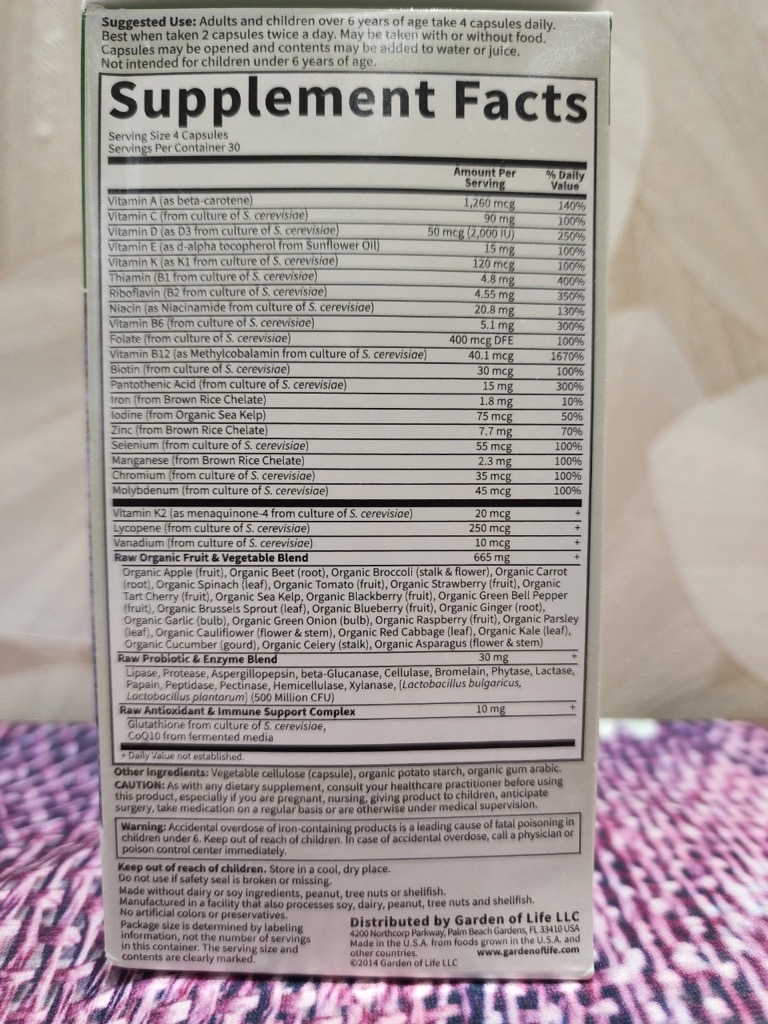 Suggested Use: Adults and children over 6 years of age take 4 capsules daily.
Best when taken 2 capsules twice a day. May be taken with or without food.
Capsules may be opened and contents may be added to water or juice.
Not intended for children under 6 years of age.
Supplement Facts
Serving Size 4 Capsules
Servings Per Container 30
Amount Per Serving % Daily Value
Vitamin A (as beta-carotene) 1,260 mcg 140%
Vitamin C (from culture of S. cerevisiae) 90 mg 100%
Vitamin D (as D3 from culture of S. cerevisiae) 50 mcg (2,000 IU) 250%
Vitamin E (as d-alpha tocopherol from Sunflower Oil) 15 mg 100%
Vitamin K (as K1 from culture of S. cerevisiae) 120 mcg 100%
Thiamin (B1 from culture of S. cerevisiae) 4.8 mg 400%
Riboflavin (B2 from culture of S. cerevisiae) 4.55 mg 350%
Niacin (as Niacinamide from culture of S. cerevisiae) 20.8 mg 130%
Vitamin B6 (from culture of S. cerevisiae) 5.1 mg 300%
Folate (from culture of S. cerevisiae) 400 mcg DFE 100%
Vitamin B12 (as Methylcobalamin from culture of S. cerevisiae) 40.1 mcg 1670%
Biotin (from culture of S. cerevisiae) 30 mcg 100%
Pantothenic Acid (from culture of S. cerevisiae) 15 mg 300%
Iron (from Brown Rice Chelate) 1.8 mg 10%
Iodine (from Organic Sea Kelp) 75 mcg 50%
Zinc (from Brown Rice Chelate) 7.7 mg 70%
Selenium (from culture of S. cerevisiae) 55 mcg 100%
Manganese (from Brown Rice Chelate) 2.3 mg 100%
Chromium (from culture of S. cerevisiae) 35 mcg 100%
Molybdenum (from culture of S. cerevisiae) 45 mcg 100%
Vitamin K2 (as menaquinone-4 from culture of S. cerevisiae) 20 mcg +
Lycopene (from culture of S. cerevisiae) 250 mcg +
Vanadium (from culture of S. cerevisiae) 10 mcg +
Raw Organic Fruit & Vegetable Blend 665 mg +
Organic Apple (fruit), Organic Beet (root), Organic Broccoli (stalk & flower), Organic Carrot
(root), Organic Spinach (leaf), Organic Tomato (fruit), Organic Strawberry (fruit), Organic
Tart Cherry (fruit), Organic Sea Kelp, Organic Blackberry (fruit), Organic Green Bell Pepper
(fruit), Organic Brussels Sprout (leaf), Organic Blueberry (fruit), Organic Ginger (root),
Organic Garlic (bulb), Organic Green Onion (bulb), Organic Raspberry (fruit), Organic Parsley
(leaf), Organic Cauliflower (flower & stem), Organic Red Cabbage (leaf), Organic Kale (leaf),
Organic Cucumber (gourd), Organic Celery (stalk), Organic Asparagus (flower & stem)
Raw Probiotic & Enzyme Blend 30 mg +
Lipase, Protease, Aspergillopepsin, beta-Glucanase, Cellulase, Bromelain, Phytase, Lactase,
Papain, Peptidase, Pectinase, Hemicellulase, Xylanase, [Lactobacillus bulgaricus,
Lactobacillus plantarum] (500 Million CFU)
Raw Antioxidant & Immune Support Complex 10 mg +
Glutathione from culture of S. cerevisiae,
CoQ10 from fermented media
+ Daily Value not established.
Other Ingredients: Vegetable cellulose (capsule), organic potato starch, organic gum arabic.
CAUTION: As with any dietary supplement, consult your healthcare practitioner before using
this product, especially if you are pregnant, nursing, giving product to children, anticipate
surgery, take medication on a regular basis or are otherwise under medical supervision.
Warning: Accidental overdose of iron-containing products is a leading cause of fatal poisoning in
children under 6. Keep out of reach of children. In case of accidental overdose, call a physician or
poison control center immediately.
Keep out of reach of children. Store in a cool, dry place.
Do not use if safety seal is broken or missing.
Made without dairy or soy ingredients, peanut, tree nuts or shellfish.
Manufactured in a facility that also processes soy, dairy, peanut, tree nuts and shellfish.
No artificial colors or preservatives.
Package size is determined by labeling
information, not the number of servings
in this container. The serving size and
contents are clearly marked.
Distributed by Garden of Life LLC
4200 Northcorp Parkway, Palm Beach Gardens, FL 33410 USA
Made in the U.S.A. from foods grown in the U.S.A. and
other countries. www.gardenoflife.com
©2014 Garden of Life LLC